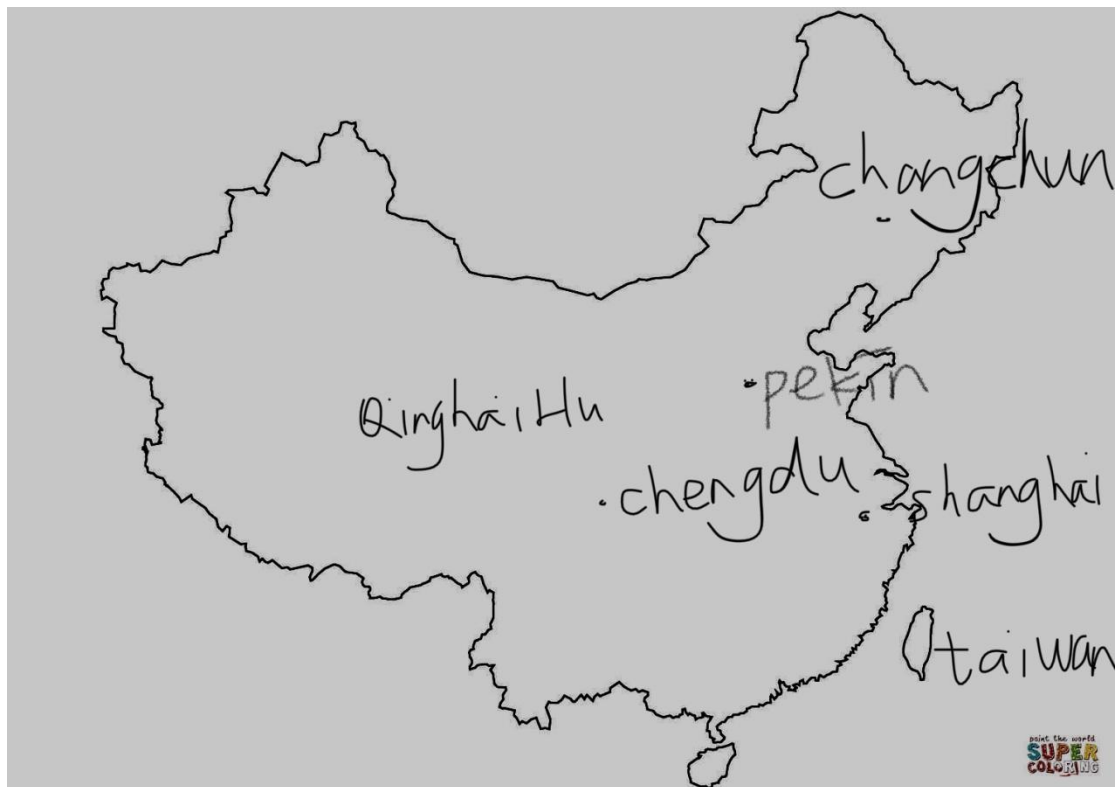 changchun
pekin
QinghaiHu
chengdu
shanghai
taiwan
paint the world
SUPER
COLORING